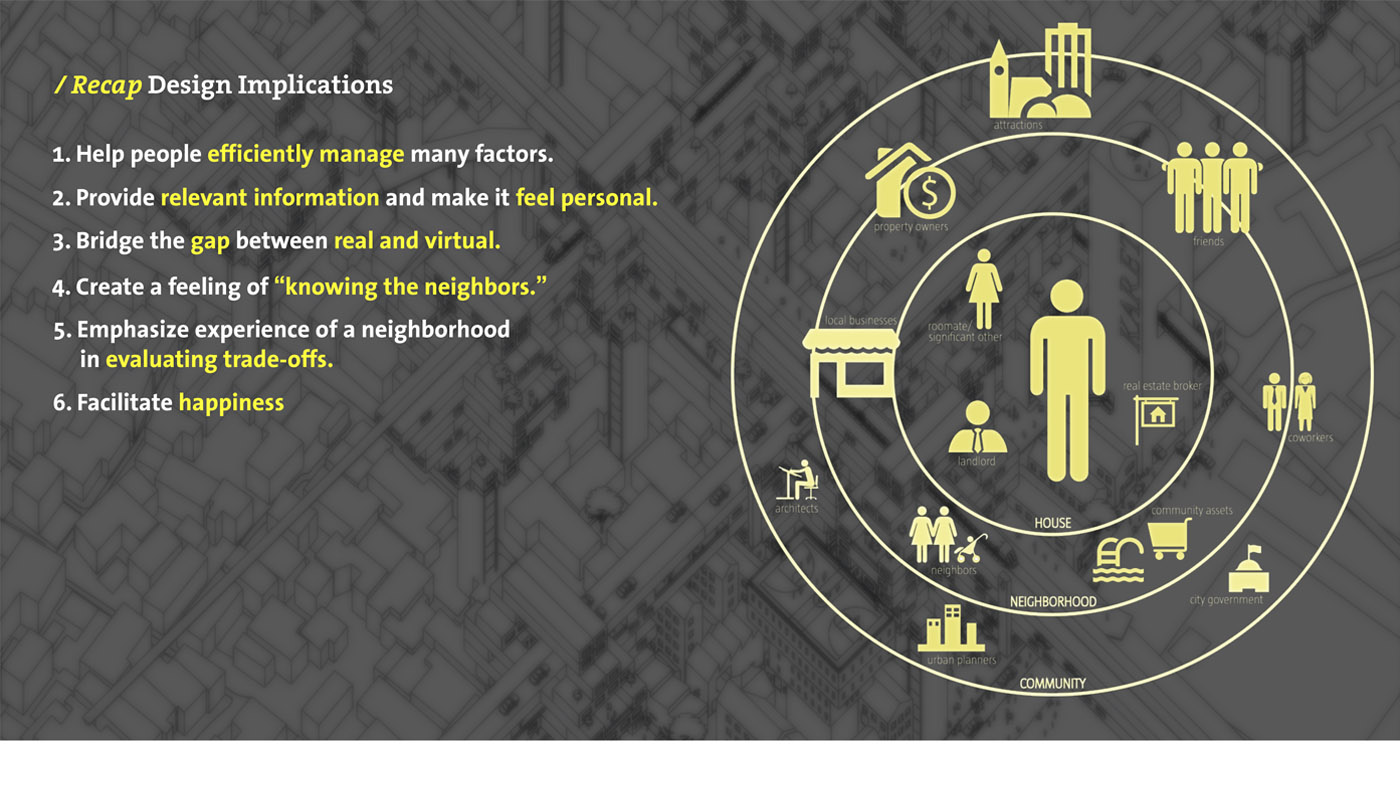 / Recap Design Implications
1. Help people efficiently manage many factors.
2. Provide relevant information and make it feel personal.
3. Bridge the gap between real and virtual.
4. Create a feeling of “knowing the neighbors.”
5. Emphasize experience of a neighborhood
in evaluating trade-offs.
6. Facilitate happiness
attractions
property owners
friends
local businesses
roomate/
significant other
real estate broker
landlord
coworkers
architects
community assets
HOUSE
neighbors
city government
NEIGHBORHOOD
urban planners
COMMUNITY
$